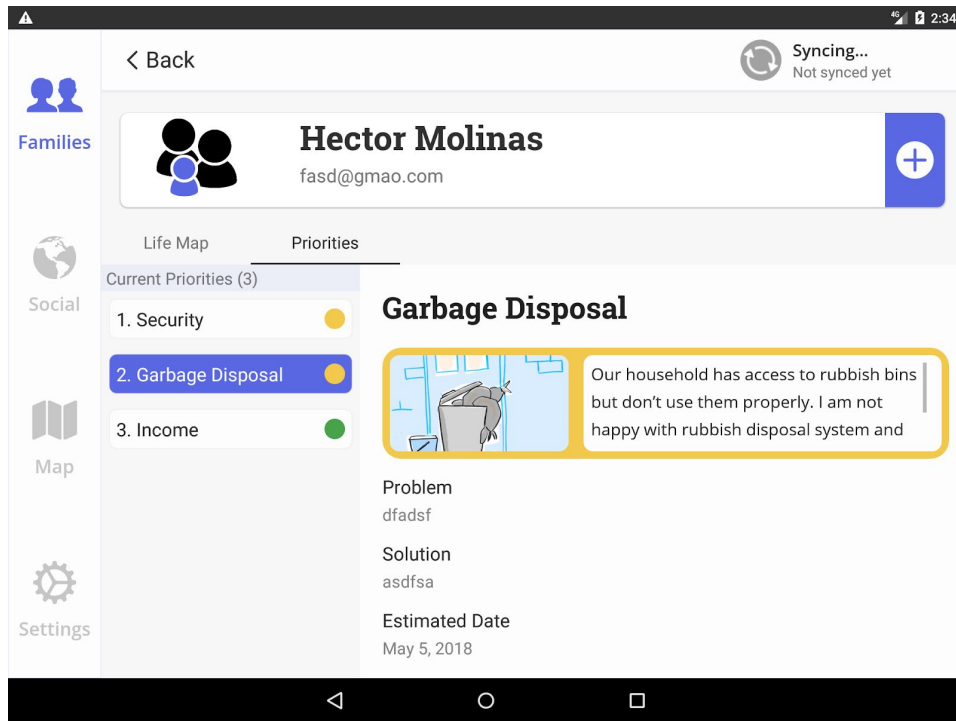 4G 2:34
Back
Syncing...
Not synced yet
Families
Hector Molinas
fasd@gmao.com
Life Map Priorities
Current Priorities (3)
1. Security
2. Garbage Disposal
3. Income
Garbage Disposal
Our household has access to rubbish bins
but don’t use them properly. I am not
happy with rubbish disposal system and
Problem
dfadsf
Solution
asdfsa
Estimated Date
May 5, 2018
Social
Map
Settings